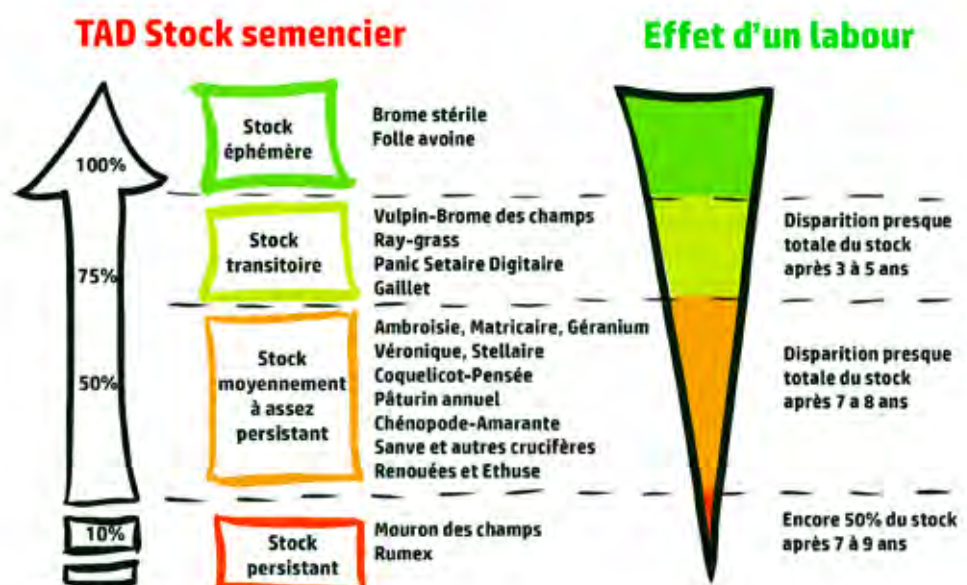 TAD Stock semencier
Effet d'un labour
100%
Stock
éphémère
Brome stérile
Folle avoine
75%
Stock
transitoire
Vulpin-Brome des champs
Ray-grass
Panic Setaire Digitaire
Gaillet
Disparition presque
totale du stock
après 3 à 5 ans
50%
Stock
moyennement
à assez
persistant
Ambroisie, Matricaire, Géranium
Véronique, Stellaire
Coquelicot-Pensée
Pâturin annuel
Chénopode-Amarante
Sanve et autres crucifères
Renouées et Ethuse
Disparition presque
totale du stock
après 7 a 8 ans
10%
Stock
persistant
Mouron des champs
Rumex
Encore 50% du stock
après 7 à 9 ans